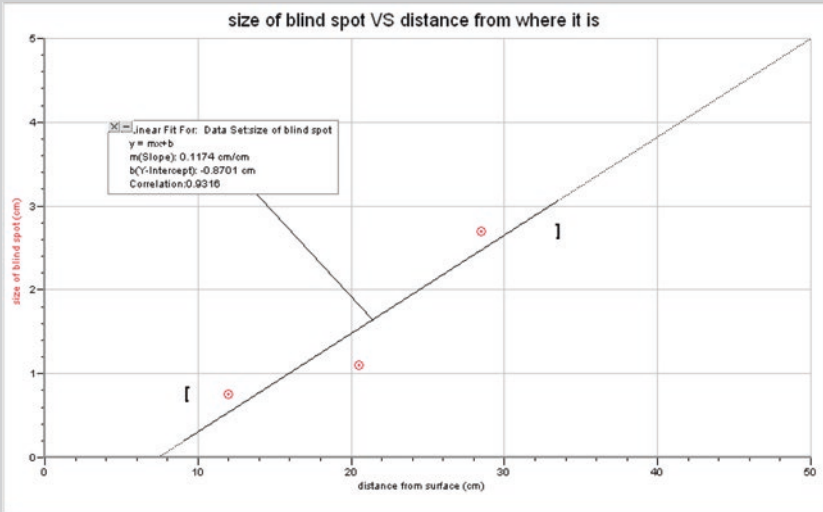 size of blind spot VS distance from where it is
size of blind spot (cm)
5
4
3
2
1
0
Linear Fit For: Data Set:size of blind spot
y = mx+b
m(Slope): 0.1174 cm/cm
b(Y-Intercept): -0.8701 cm
Correlation:0.9316
[
]
0 10 20 30 40 50
distance from surface (cm)